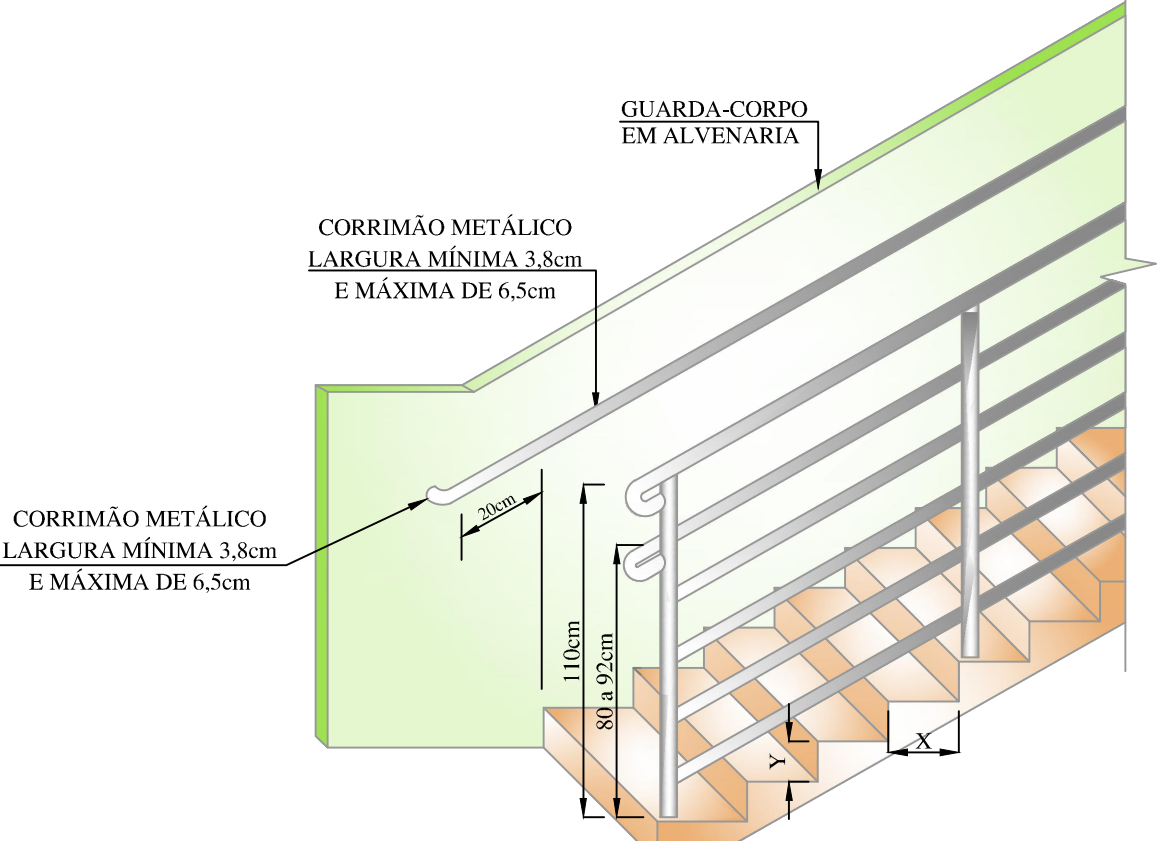 GUARDA-CORPO
EM ALVENARIA
CORRIMÃO METÁLICO
LARGURA MÍNIMA 3,8cm
E MÁXIMA DE 6,5cm
20cm
CORRIMÃO METÁLICO
LARGURA MÍNIMA 3,8cm
E MÁXIMA DE 6,5cm
110cm
80 a 92cm
X
Y